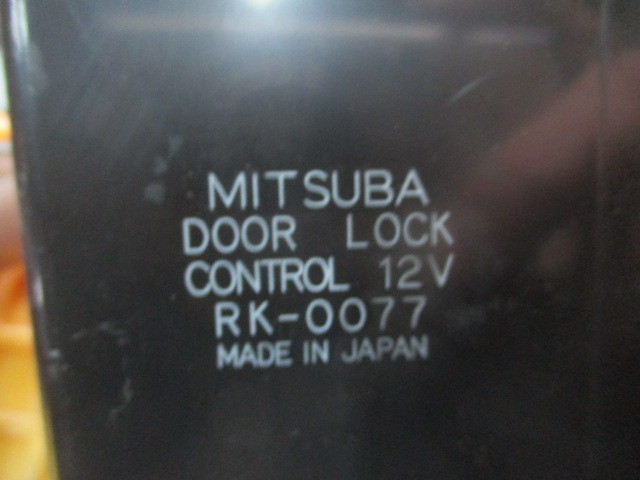 MITSUBA
DOOR LOCK
CONTROL 12V
RK-0077
MADE IN JAPAN